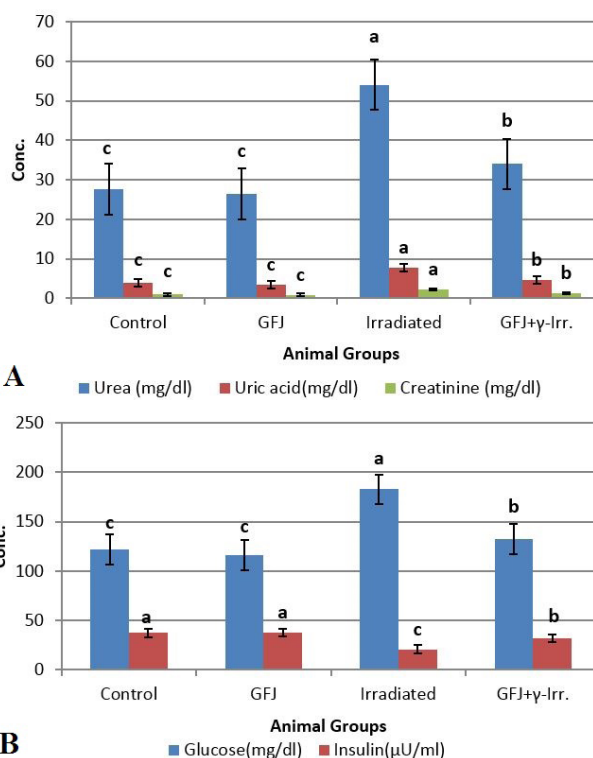 70
60
50
40
30
20
10
0
Conc.
a
b
c c
c c c c a a b b
Control GFJ Irradiated GFJ+γ-Irr.
Animal Groups
A
Urea (mg/dl) Uric acid(mg/dl) Creatinine (mg/dl)
250
200
150
100
50
0
Conc.
a
c c b
a a c b
Control GFJ Irradiated GFJ+γ-Irr.
Animal Groups
B
Glucose(mg/dl) Insulin(μU/ml)